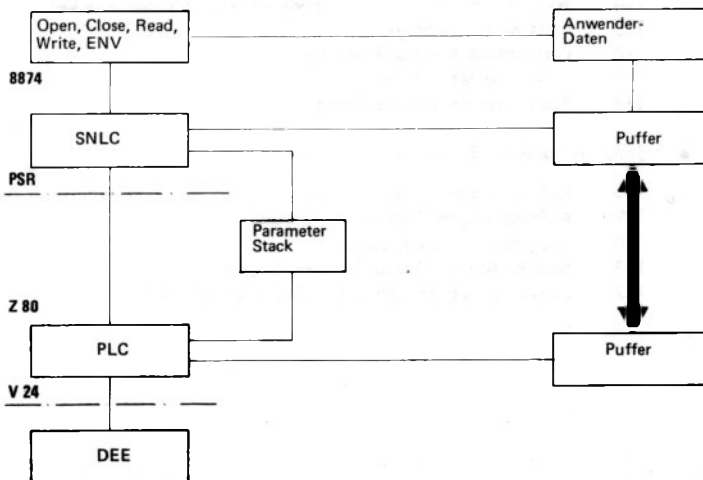 Open, Close, Read,
Write, ENV
Anwender-
Daten
8874
SNLC
Puffer
PSR
Parameter
Stack
Z 80
PLC
Puffer
V 24
DEE